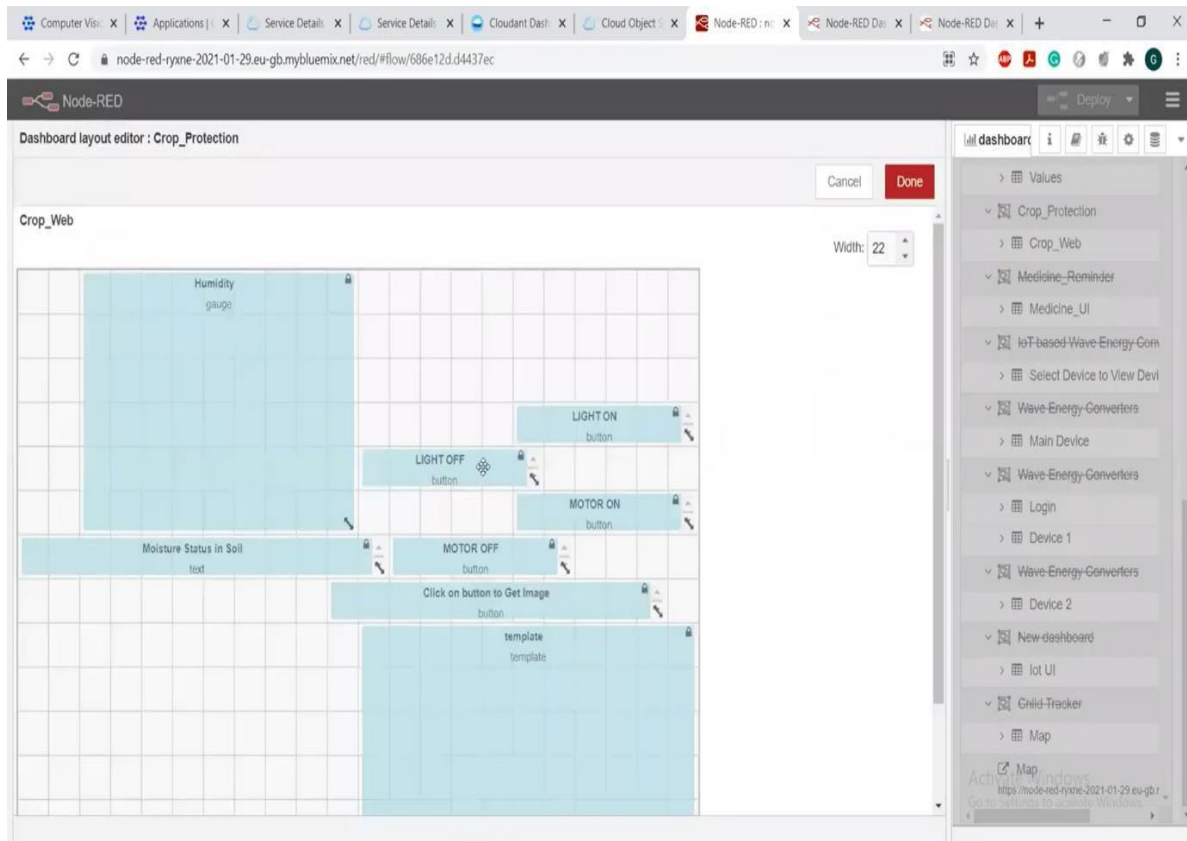 Computer Visi
Applications | (
Service Details
Service Details
Cloudant Dash
Cloud Object S
Node-RED : nc
Node-RED Das
Node-RED Das
node-red-ryxne-2021-01-29.eu-gb.mybluemix.net/red/#flow/686e12d.d4437ec
ABP
G
Node-RED
Deploy
Dashboard layout editor : Crop_Protection
dashboard
i
Cancel
Done
Crop_Web
Width: 22
Humidity
gauge
LIGHT ON
button
LIGHT OFF
button
MOTOR ON
button
Moisture Status in Soil
text
MOTOR OFF
button
Click on button to Get Image
button
template
template
Values
Crop_Protection
Crop_Web
Medicine_Reminder
Medicine_UI
IoT based Wave Energy Con
Select Device to View Devi
Wave Energy Converters
Main Device
Wave Energy Converters
Login
Device 1
Wave Energy Converters
Device 2
New dashboard
Iot UI
Tracker
Map
Map
https://node-red-ryxne-2021-01-29.eu-gb.r
Activate Windows
Go to Settings to activate Windows.